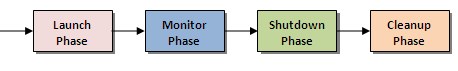 Launch
Phase
Monitor
Phase
Shutdown
Phase
Cleanup
Phase